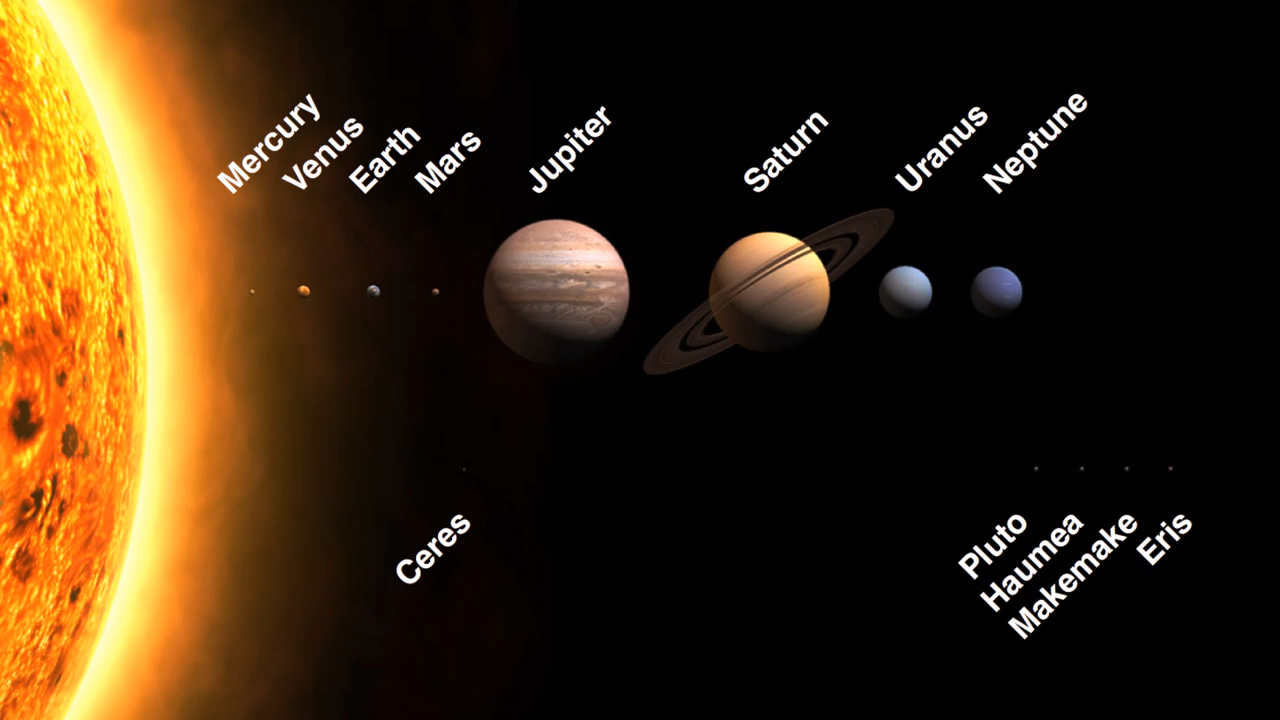 Mercury
Venus
Earth
Mars
Jupiter
Saturn
Uranus
Neptune
Ceres
Pluto
Haumea
Makemake
Eris